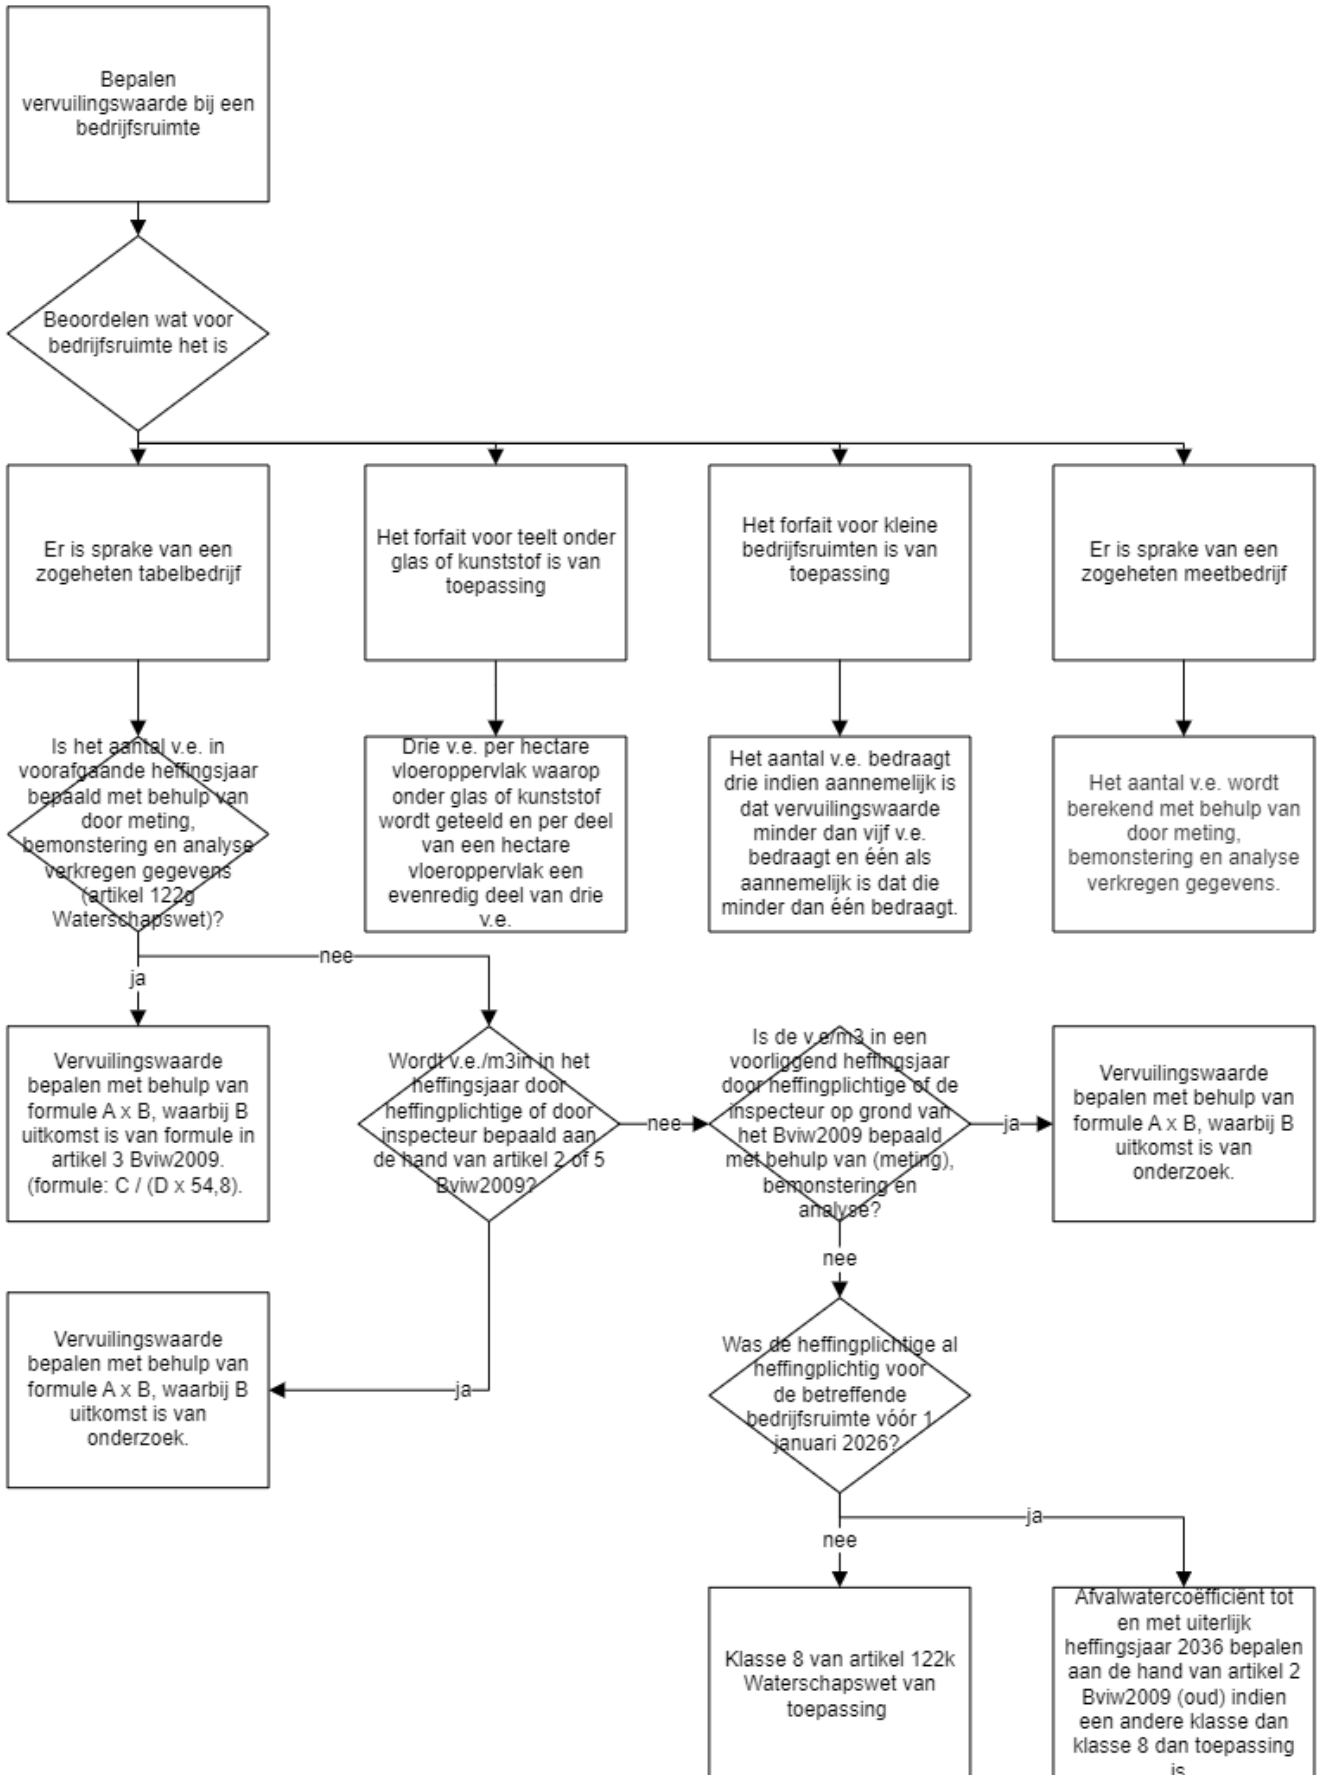 Bepalen
vervuilingswaarde bij een
bedrijfsruimte
Beoordelen wat voor
bedrijfsruimte het is
Er is sprake van een
zogeheten tabelbedrijf
Het forfait voor teelt onder
glas of kunststof is van
toepassing
Het forfait voor kleine
bedrijfsruimten is van
toepassing
Er is sprake van een
zogeheten meetbedrijf
Is het aantal v.e. in
voorafgaande heffingsjaar
bepaald met behulp van
door meting,
bemonstering en analyse
verkregen gegevens
(artikel 122g
Waterschapswet)?
Drie v.e. per hectare
vloeroppervlak waarop
onder glas of kunststof
wordt geteeld en per deel
van een hectare
vloeroppervlak een
evenredig deel van drie
v.e.
Het aantal v.e. bedraagt
drie indien aannemelijk is
dat vervuilingswaarde
minder dan vijf v.e.
bedraagt en één als
aannemelijk is dat die
minder dan één bedraagt.
Het aantal v.e. wordt
berekend met behulp van
door meting,
bemonstering en analyse
verkregen gegevens.
nee
ja
Vervuilingswaarde
bepalen met behulp van
formule A x B, waarbij B
uitkomst is van formule in
artikel 3 Bviw2009.
(formule: C / (D x 54,8).
Wordt v.e./m3in in het
heffingsjaar door
heffingplichtige of door
inspecteur bepaald aan
de hand van artikel 2 of 5
Bviw2009?
nee
Is de v.e/m3 in een
voorliggend heffingsjaar
door heffingplichtige of de
inspecteur op grond van
het Bviw2009 bepaald
met behulp van (meting),
bemonstering en
analyse?
ja
Vervuilingswaarde
bepalen met behulp van
formule A x B, waarbij B
uitkomst is van
onderzoek.
nee
Vervuilingswaarde
bepalen met behulp van
formule A x B, waarbij B
uitkomst is van
onderzoek.
ja
Was de heffingplichtige al
heffingplichtig voor
de betreffende
bedrijfsruimte vóór 1
januari 2026?
ja
nee
Klasse 8 van artikel 122k
Waterschapswet van
toepassing
Afvalwatercoëfficiënt tot
en met uiterlijk
heffingsjaar 2036 bepalen
aan de hand van artikel 2
Bviw2009 (oud) indien
een andere klasse dan
klasse 8 dan toepassing
is